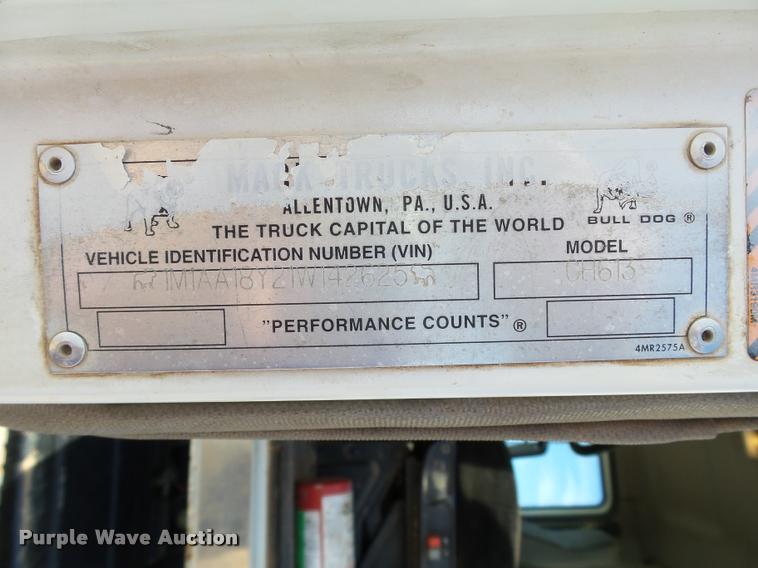 MACK TRUCKS, INC.
ALLENTOWN, PA., U.S.A.
THE TRUCK CAPITAL OF THE WORLD
BULL DOG ®
VEHICLE IDENTIFICATION NUMBER (VIN)
MODEL
1M1AA18Y21W142625
CH613
"PERFORMANCE COUNTS" ®
4MR2575A
Purple Wave Auction